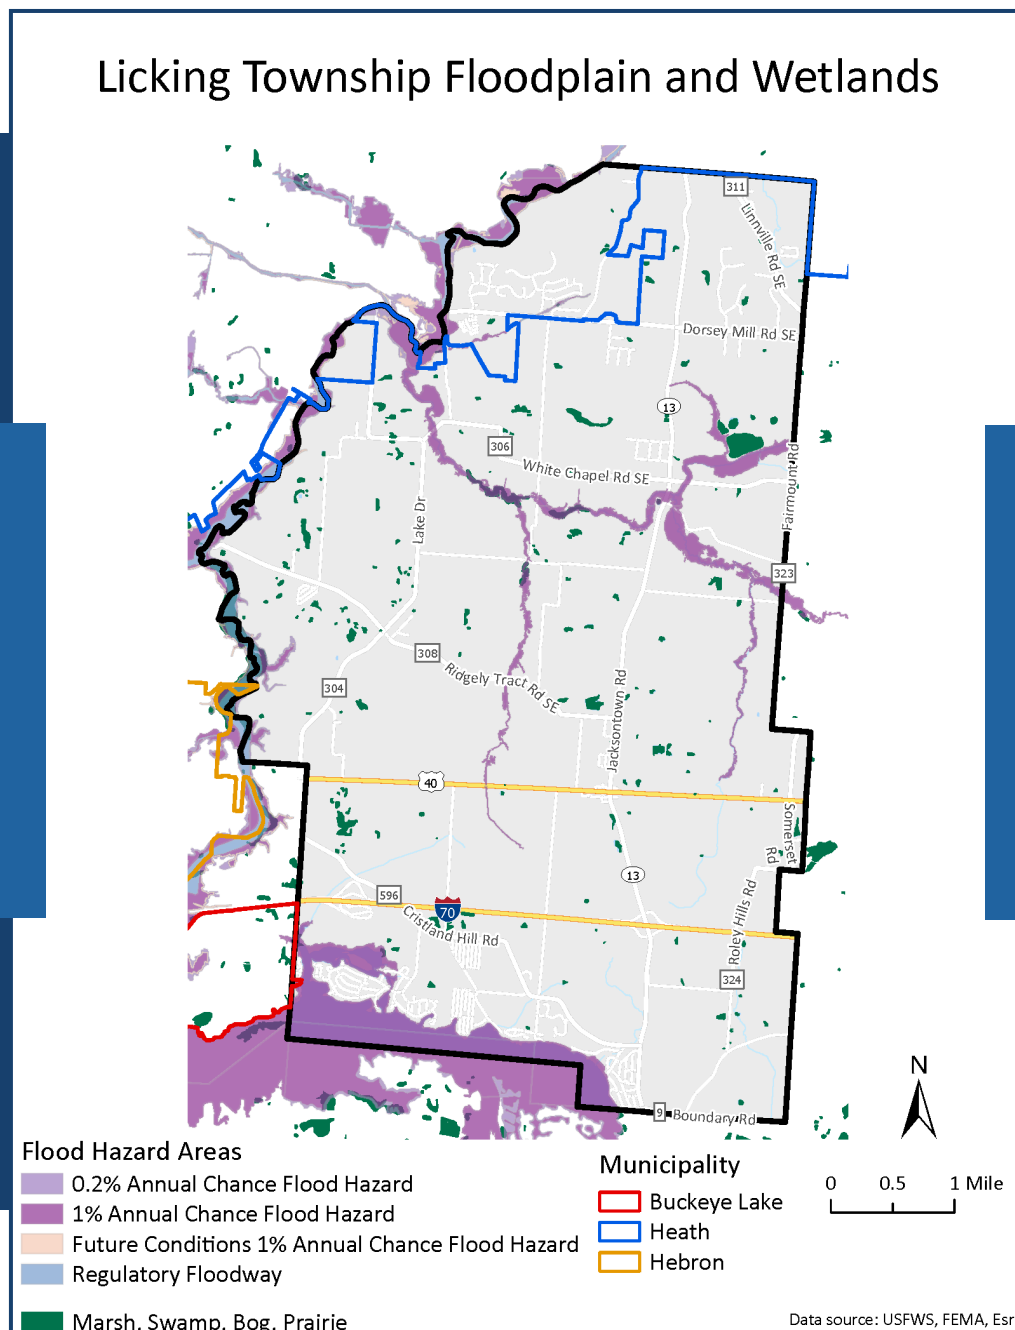 Licking Township Floodplain and Wetlands
311
Linnville Rd SE
Dorsey Mill Rd SE
13
306
White Chapel Rd SE
Fairmount Rd
Lake Dr
323
308
Ridgely Tract Rd SE
304
Jacksontown Rd
40
Somerset
Rd
13
596
70
Cristland Hill Rd
Roley Hills Rd
324
N
9
Boundary Rd
Flood Hazard Areas
0.2% Annual Chance Flood Hazard
1% Annual Chance Flood Hazard
Future Conditions 1% Annual Chance Flood Hazard
Regulatory Floodway
Marsh, Swamp, Bog, Prairie
Municipality
Buckeye Lake
Heath
Hebron
0 0.5 1 Mile
Data source: USFWS, FEMA, Esr